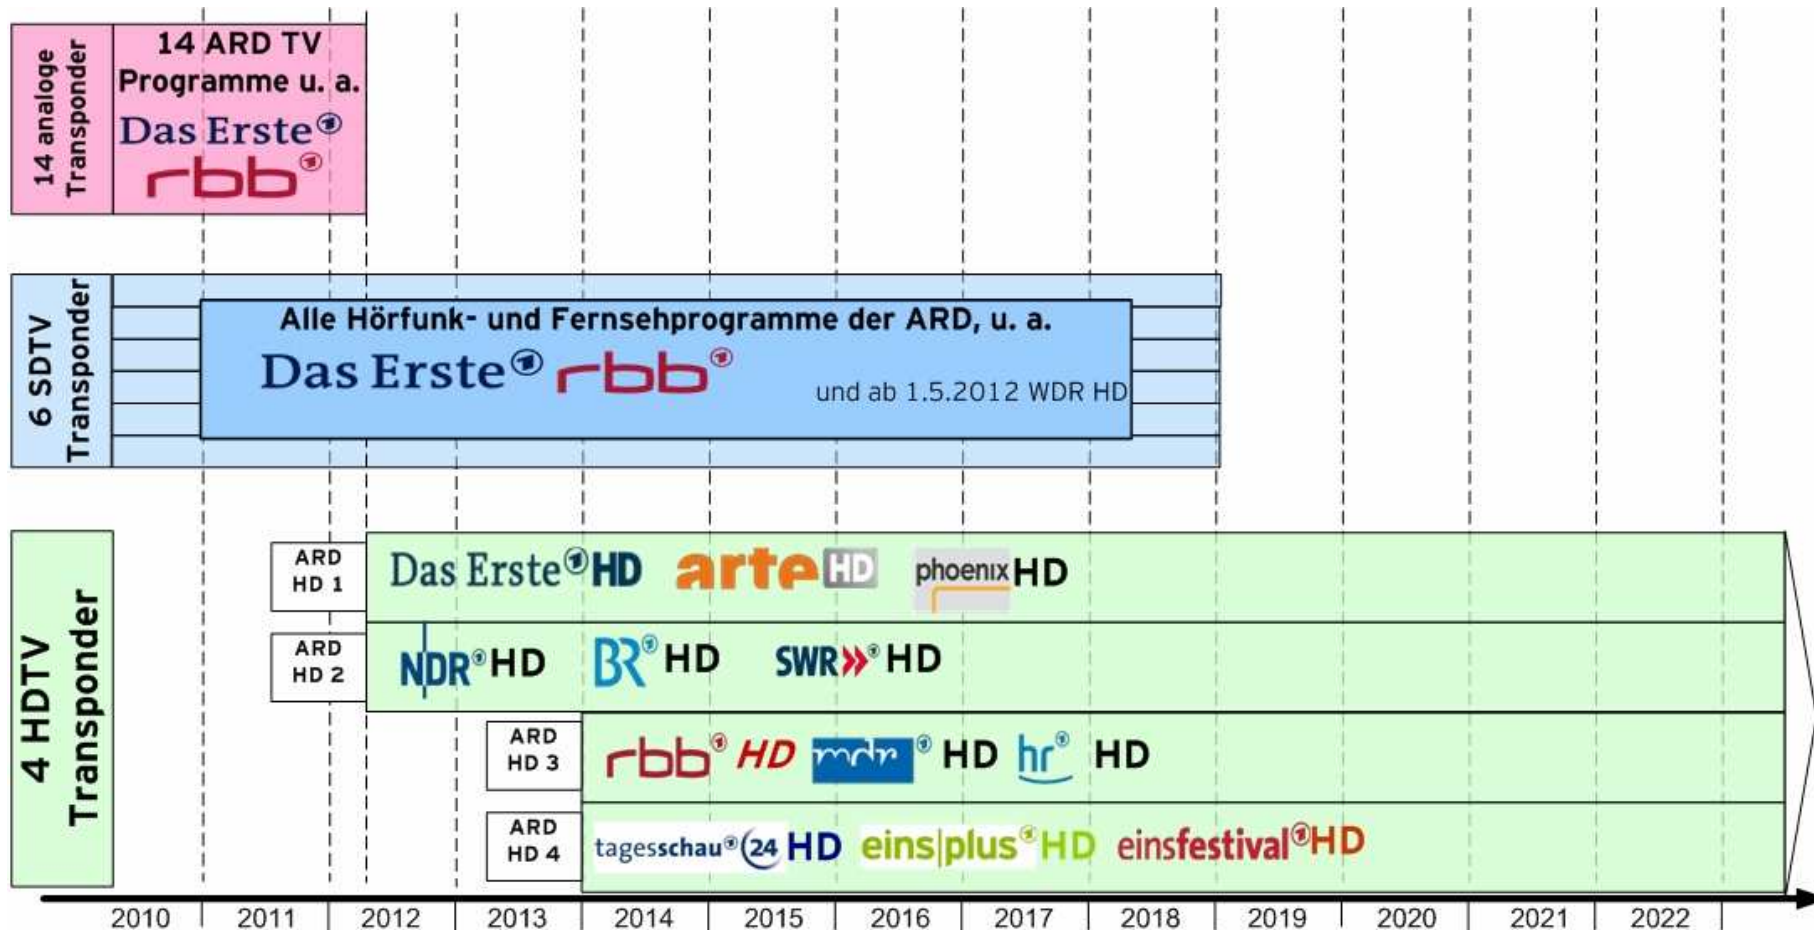 14 analoge
Transponder
14 ARD TV
Programme u. a.
Das Erste
rbb
6 SDTV
Transponder
Alle Hörfunk- und Fernsehprogramme der ARD, u. a.
Das Erste rbb
und ab 1.5.2012 WDR HD
4 HDTV
Transponder
ARD
HD 1
Das Erste HD arte HD phoenix HD
ARD
HD 2
NDR HD BR HD SWR HD
ARD
HD 3
rbb HD mdr HD hr HD
ARD
HD 4
tagesschau 24 HD eins|plus HD einsfestival HD
2010 2011 2012 2013 2014 2015 2016 2017 2018 2019 2020 2021 2022